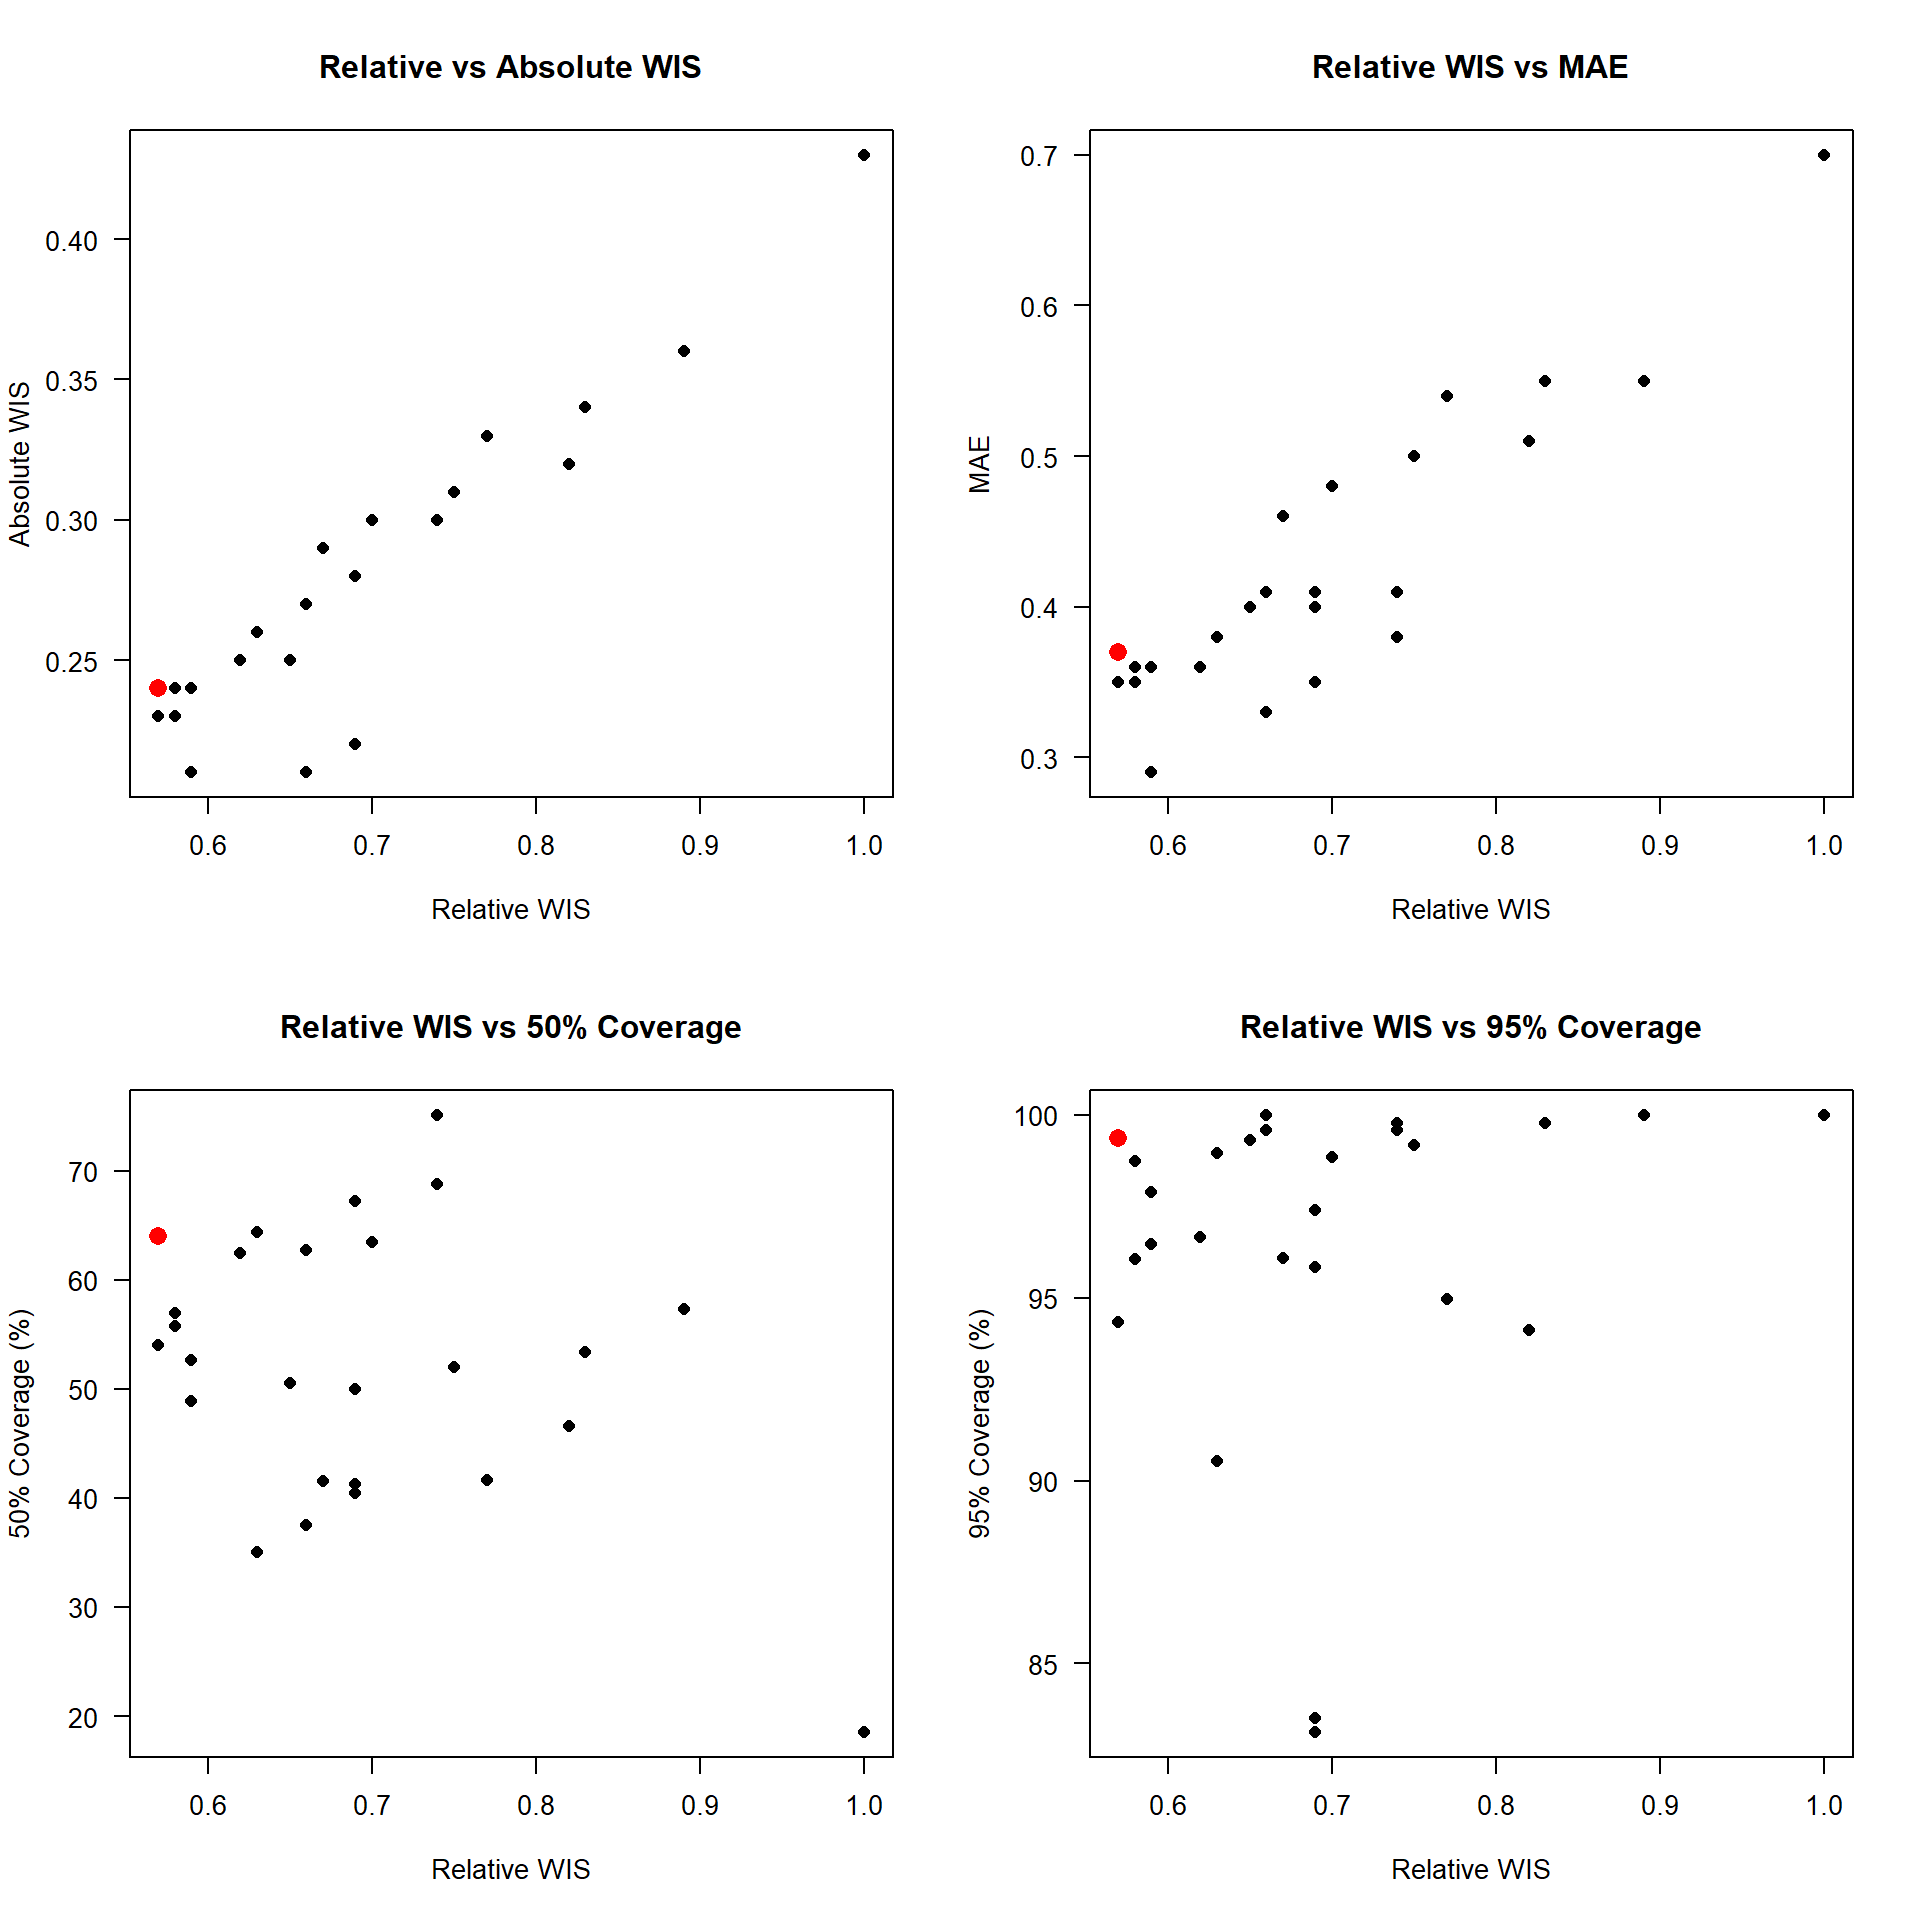 Relative vs Absolute WIS
Absolute WIS
0.40
0.35
0.30
0.25
0.6 0.7 0.8 0.9 1.0
Relative WIS
Relative WIS vs MAE
MAE
0.7
0.6
0.5
0.4
0.3
0.6 0.7 0.8 0.9 1.0
Relative WIS
Relative WIS vs 50% Coverage
50% Coverage (%)
70
60
50
40
30
20
0.6 0.7 0.8 0.9 1.0
Relative WIS
Relative WIS vs 95% Coverage
95% Coverage (%)
100
95
90
85
0.6 0.7 0.8 0.9 1.0
Relative WIS